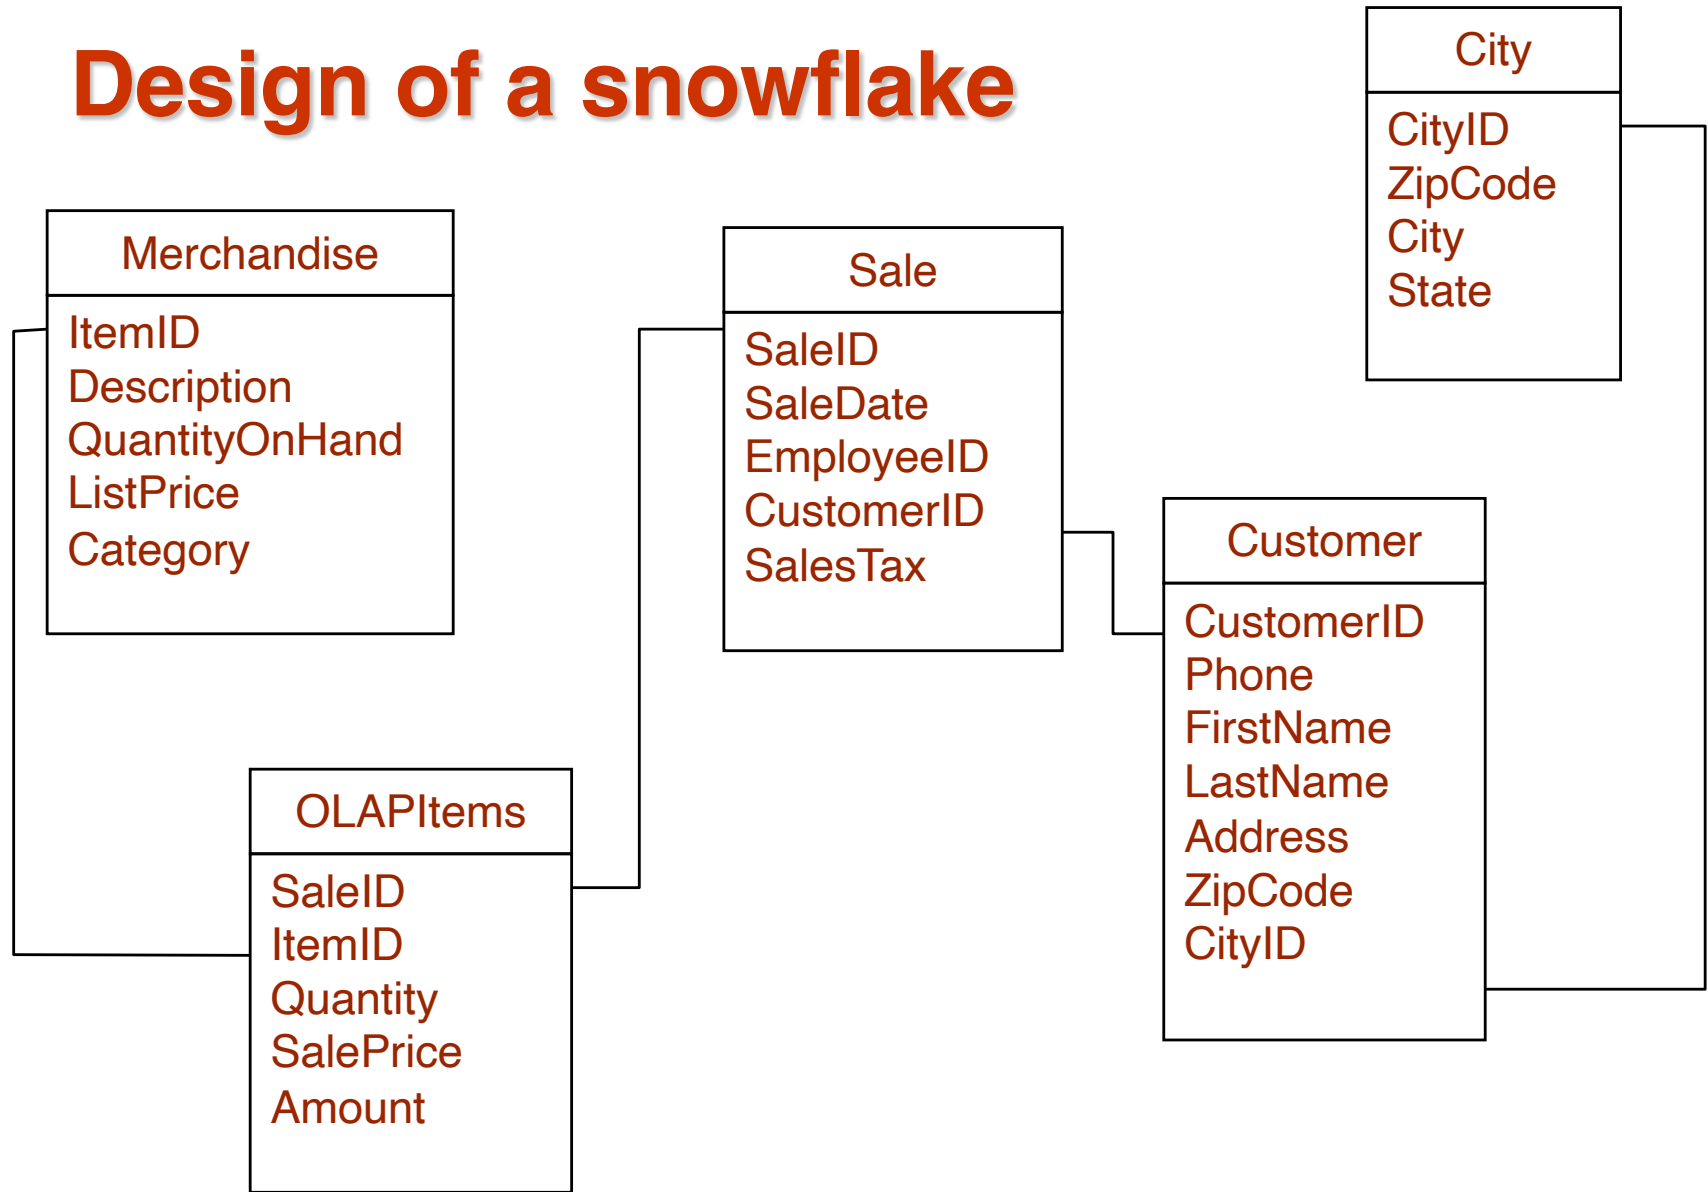 Design of a snowflake
City
CityID
ZipCode
City
State
Merchandise
ItemID
Description
QuantityOnHand
ListPrice
Category
Sale
SaleID
SaleDate
EmployeeID
CustomerID
SalesTax
Customer
CustomerID
Phone
FirstName
LastName
Address
ZipCode
CityID
OLAPItems
SaleID
ItemID
Quantity
SalePrice
Amount